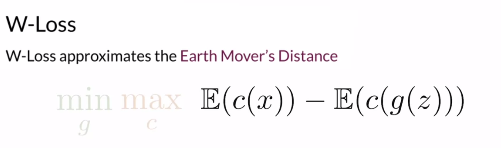 W-Loss
W-Loss approximates the Earth Mover's Distance
min max 𝔼(c(x)) − 𝔼(c(g(z)))
g c